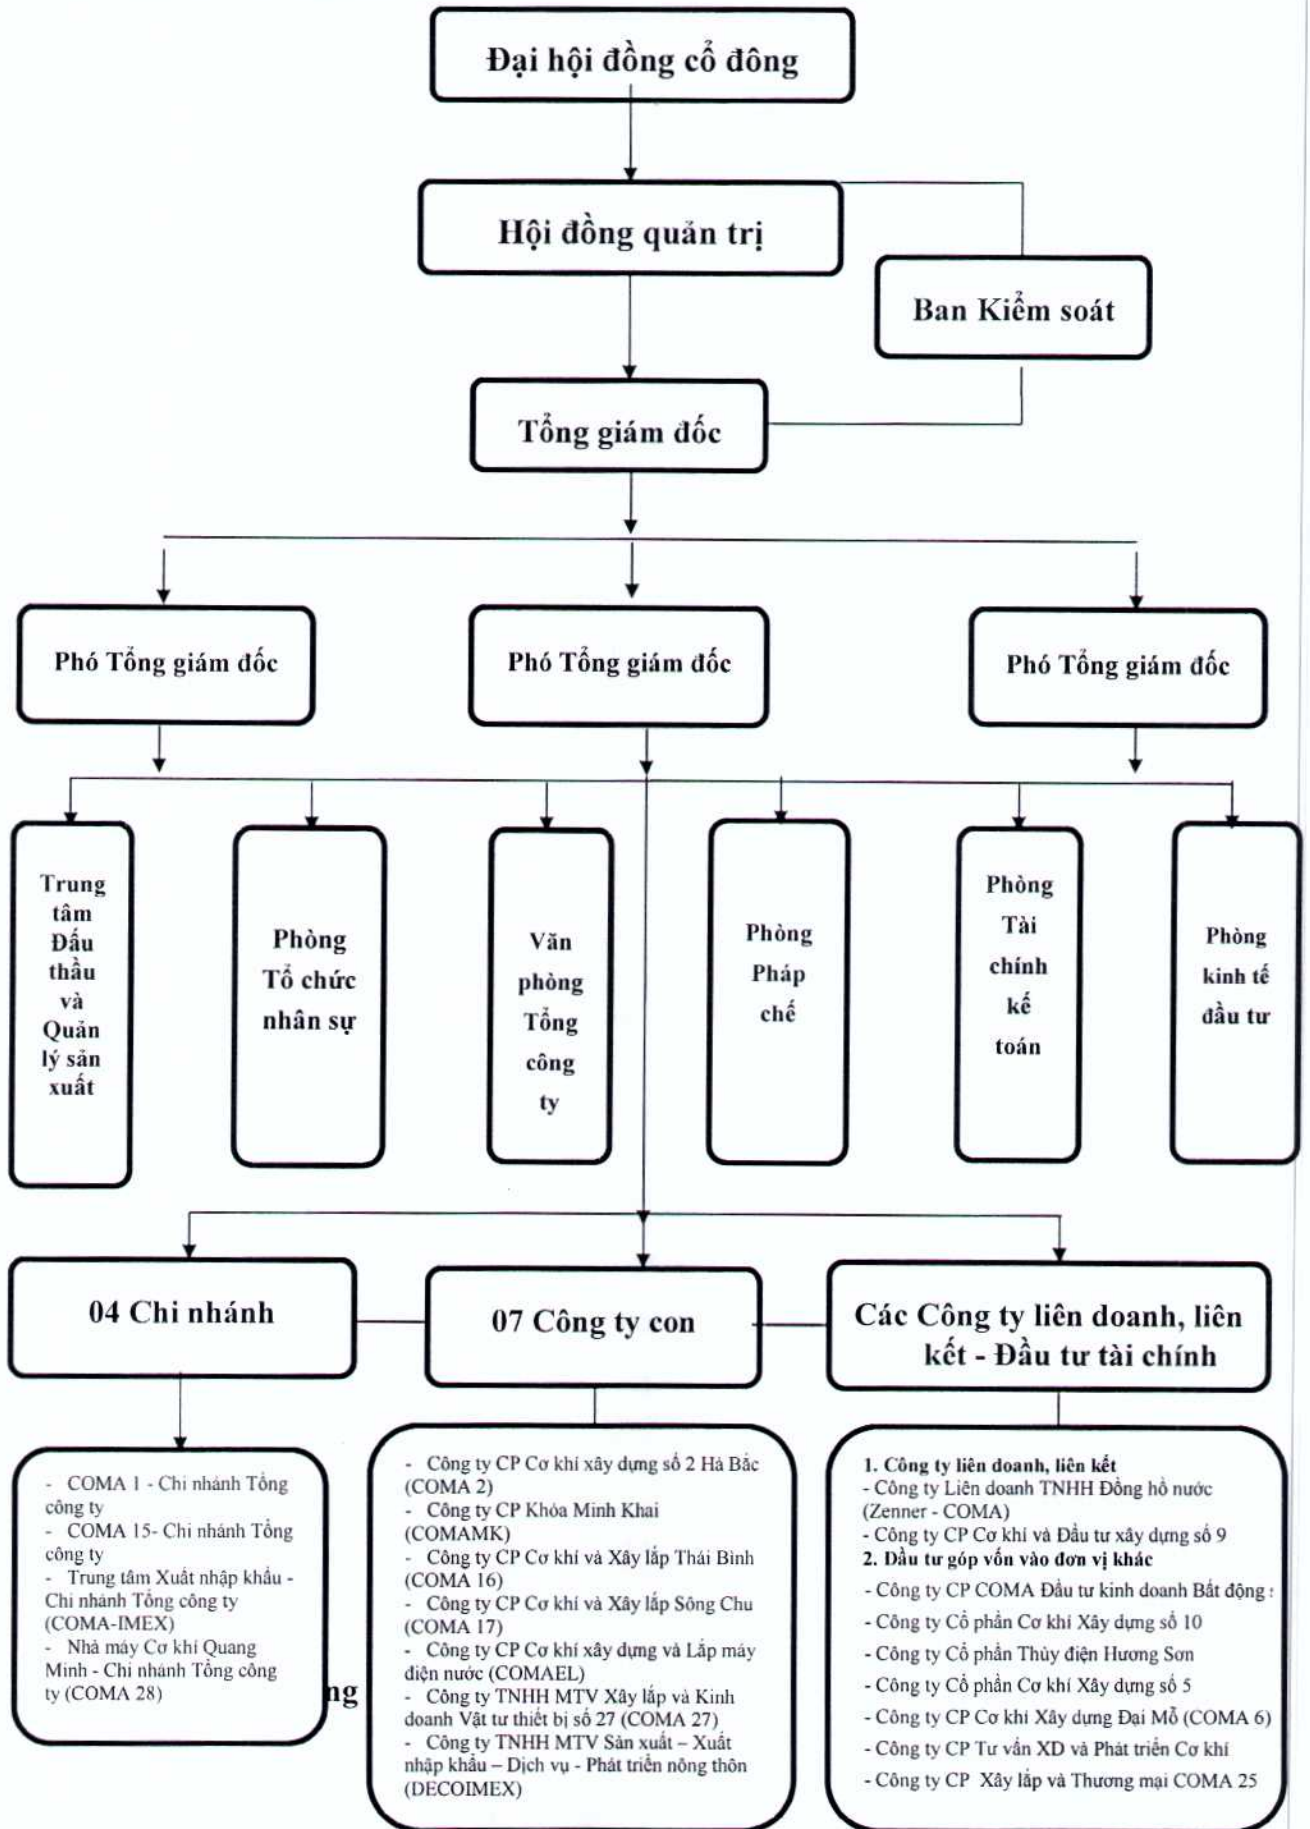 Đại hội đồng cổ đông
Hội đồng quản trị
Ban Kiểm soát
Tổng giám đốc
Phó Tổng giám đốc
Phó Tổng giám đốc
Phó Tổng giám đốc
Trung
tâm
Đấu
thầu
và
Quản
lý sản
xuất
Phòng
Tổ chức
nhân sự
Văn
phòng
Tổng
công
ty
Phòng
Pháp
chế
Phòng
Tài
chính
kế
toán
Phòng
kinh tế
đầu tư
04 Chi nhánh
07 Công ty con
Các Công ty liên doanh, liên
kết - Đầu tư tài chính
- COMA 1 - Chi nhánh Tổng
công ty
- COMA 15- Chi nhánh Tổng
công ty
- Trung tâm Xuất nhập khẩu -
Chi nhánh Tổng công ty
(COMA-IMEX)
- Nhà máy Cơ khí Quang
Minh - Chi nhánh Tổng công
ty (COMA 28)
ng
- Công ty CP Cơ khí xây dựng số 2 Hà Bắc
(COMA 2)
- Công ty CP Khóa Minh Khai
(COMAMK)
- Công ty CP Cơ khí và Xây lắp Thái Bình
(COMA 16)
- Công ty CP Cơ khí và Xây lắp Sông Chu
(COMA 17)
- Công ty CP Cơ khí xây dựng và Lắp máy
điện nước (COMAEL)
- Công ty TNHH MTV Xây lắp và Kinh
doanh Vật tư thiết bị số 27 (COMA 27)
- Công ty TNHH MTV Sản xuất – Xuất
nhập khẩu – Dịch vụ - Phát triển nông thôn
(DECOIMEX)
1. Công ty liên doanh, liên kết
- Công ty Liên doanh TNHH Đồng hồ nước
(Zenner - COMA)
- Công ty CP Cơ khí và Đầu tư xây dựng số 9
2. Đầu tư góp vốn vào đơn vị khác
- Công ty CP COMA Đầu tư kinh doanh Bất động
- Công ty Cổ phần Cơ khí Xây dựng số 10
- Công ty Cổ phần Thủy điện Hương Sơn
- Công ty Cổ phần Cơ khí Xây dựng số 5
- Công ty CP Cơ khí Xây dựng Đại Mỗ (COMA 6)
- Công ty CP Tư vấn XD và Phát triển Cơ khí
- Công ty CP Xây lắp và Thương mại COMA 25